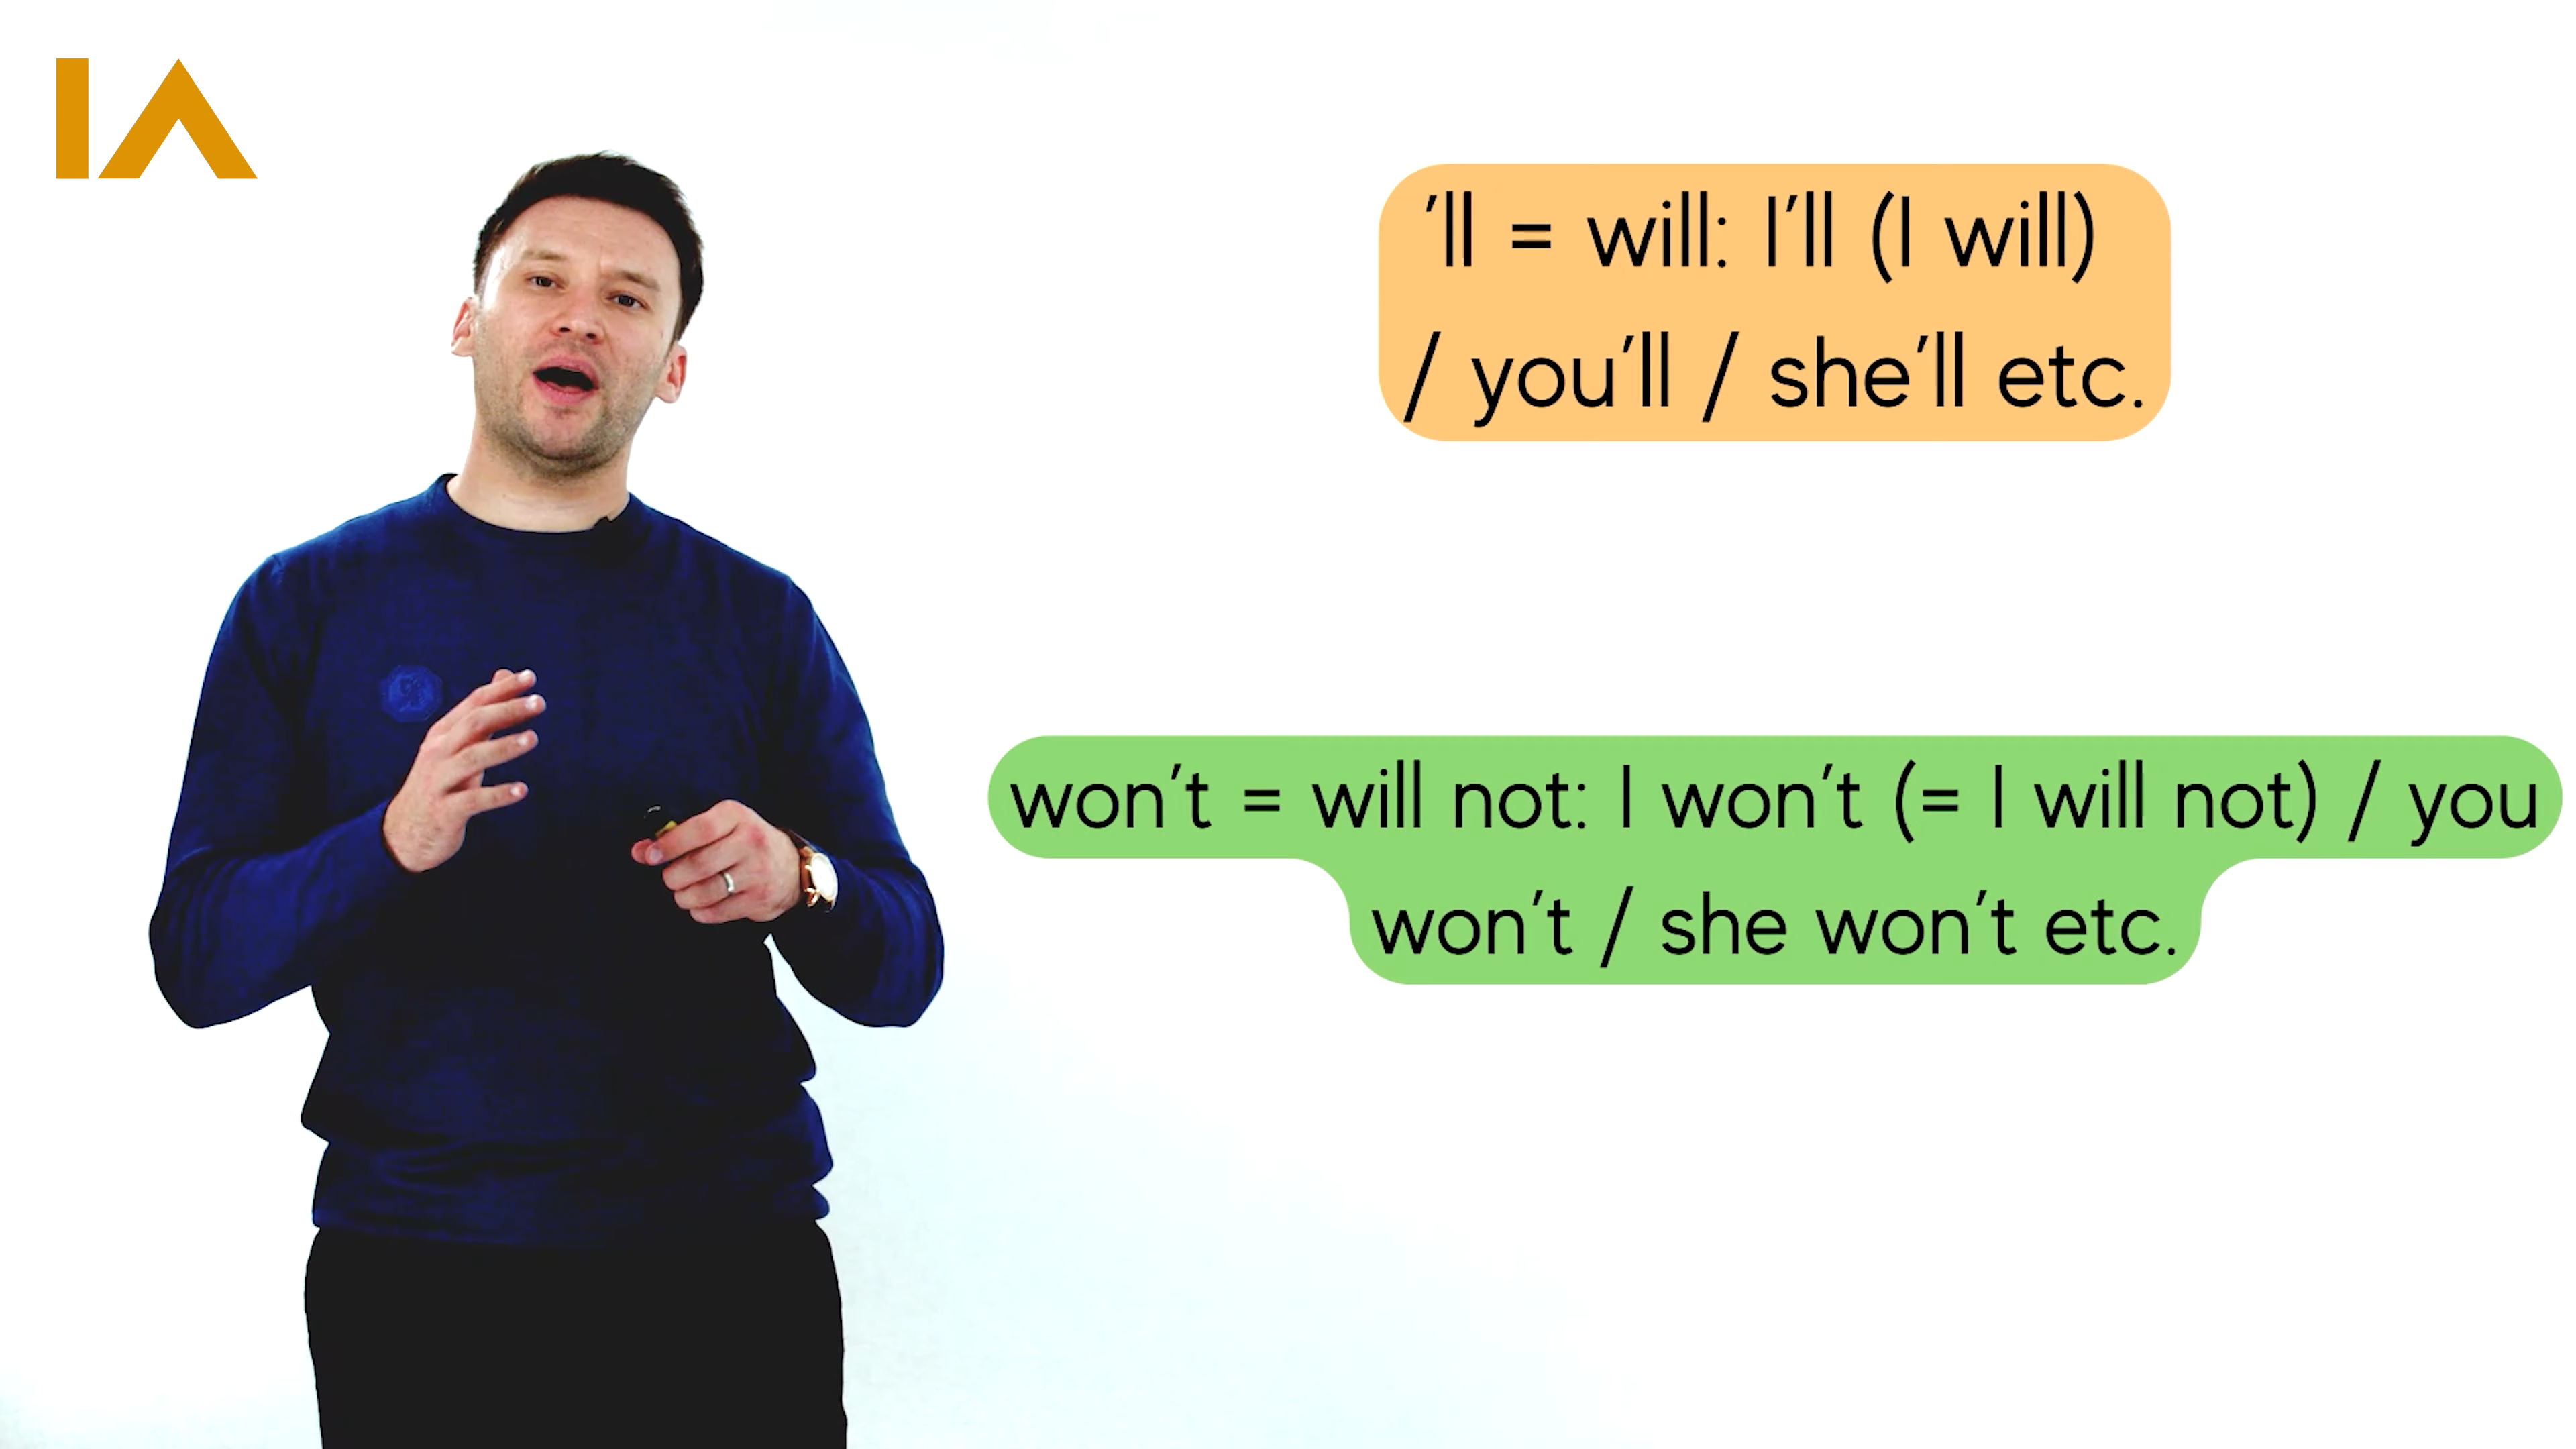 IA
’ll = will: I’ll (I will)
/ you’ll / she’ll etc.
won’t = will not: I won’t (= I will not) / you
won’t / she won’t etc.